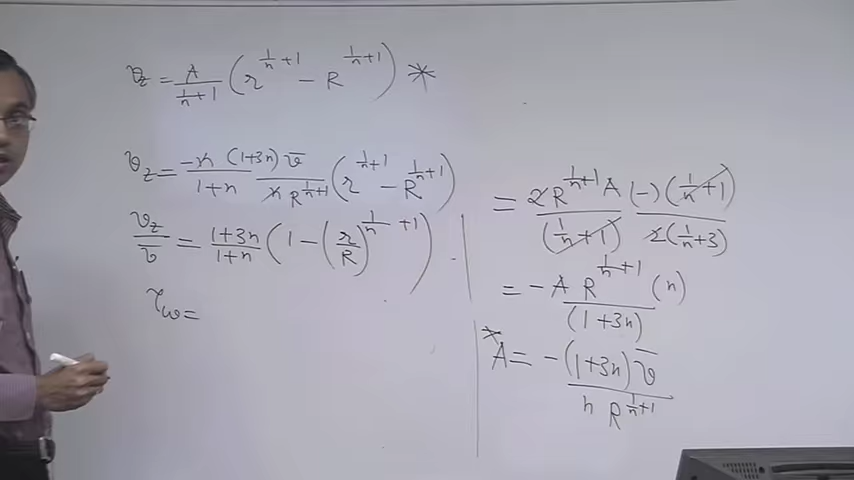 v_z = A/(1/n+1) (r^(1/n+1) − R^(1/n+1)) *
v_z = −n (1+3n) v̄/(1+n) n R^(1/n+1) (r^(1/n+1) − R^(1/n+1))
v_z/v̄ = (1+3n)/(1+n) (1 − (r/R)^(1/n+1))
τ_w =
= 2R^(1/n+1) A (−) (1/n+1)/(1/n+1) 2(1/n+3)
= −A R^(1/n+1) (n)/(1+3n)
* A = −(1+3n) v̄/n R^(1/n+1)